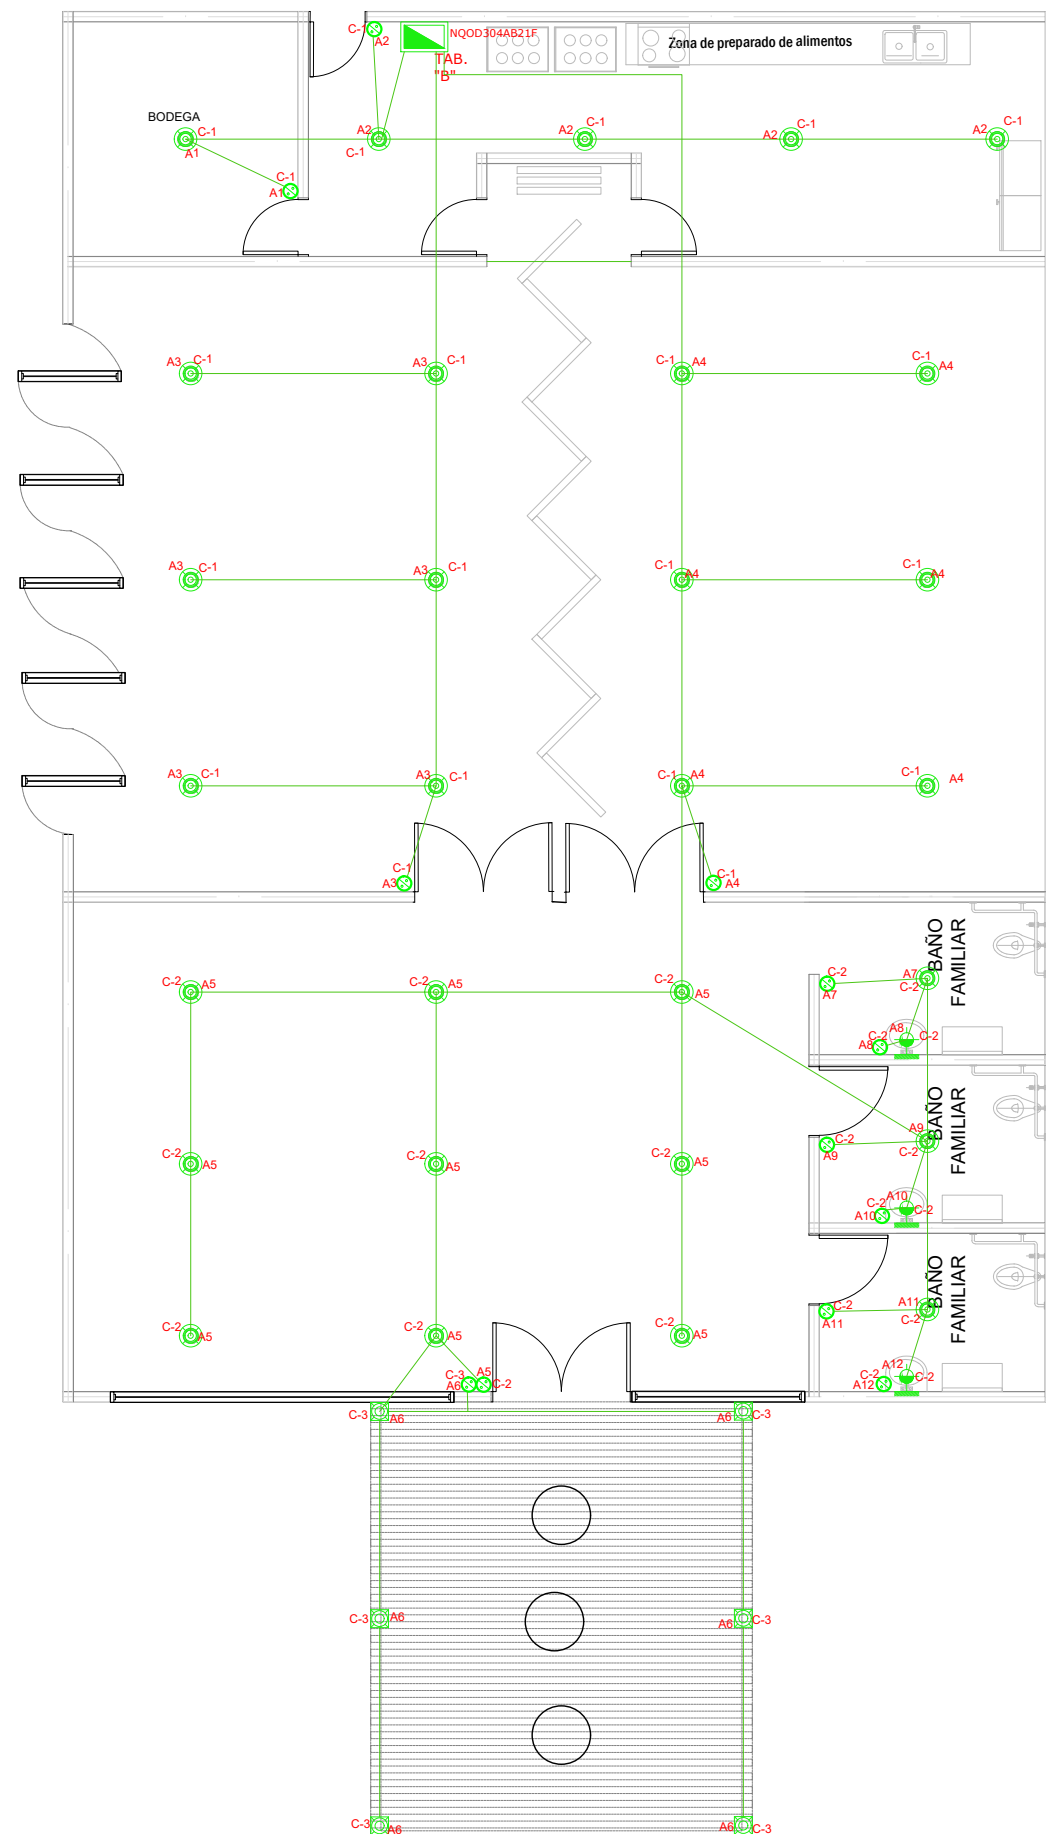 C-1
A2
NQOD304AB21F
TAB.
"B"
Zona de preparado de alimentos
BODEGA
C-1
A1
A2
C-1
C-1
A2
C-1
A2
C-1
A2
C-1
A1
A3
C-1
A3
C-1
C-1
A4
C-1
A4
A3
C-1
A3
C-1
C-1
A4
C-1
A4
A3
C-1
A3
C-1
C-1
A4
C-1
A4
C-1
A3
C-1
A4
C-2
A5
C-2
A5
C-2
A5
C-2
A7
A7
C-2
BAÑO
FAMILIAR
C-2
A8
A8
C-2
C-2
A5
C-2
A5
C-2
A5
C-2
A9
A9
C-2
BAÑO
FAMILIAR
C-2
A10
A10
C-2
C-2
A5
C-2
A5
C-2
A5
C-2
A11
A11
C-2
BAÑO
FAMILIAR
C-2
A12
A12
C-2
C-3
A6
A5
C-2
C-3
A6
A6
C-3
C-3
A6
A6
C-3
C-3
A6
A6
C-3